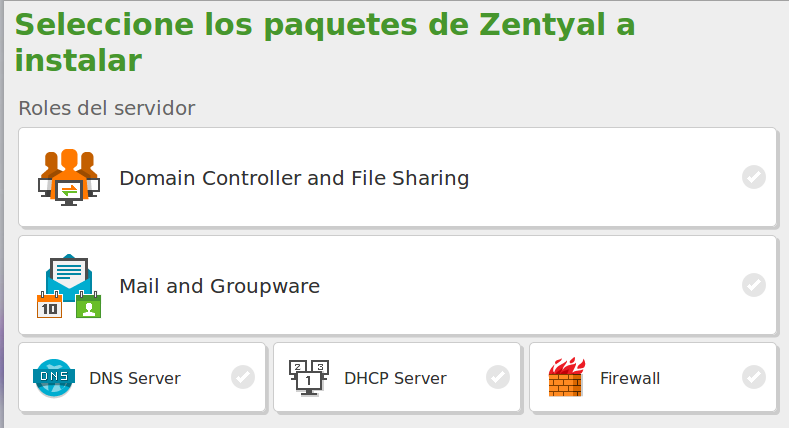 Seleccione los paquetes de Zentyal a
instalar
Roles del servidor
Domain Controller and File Sharing
10
Mail and Groupware
DNS
DNS Server
2 3
1
DHCP Server
Firewall